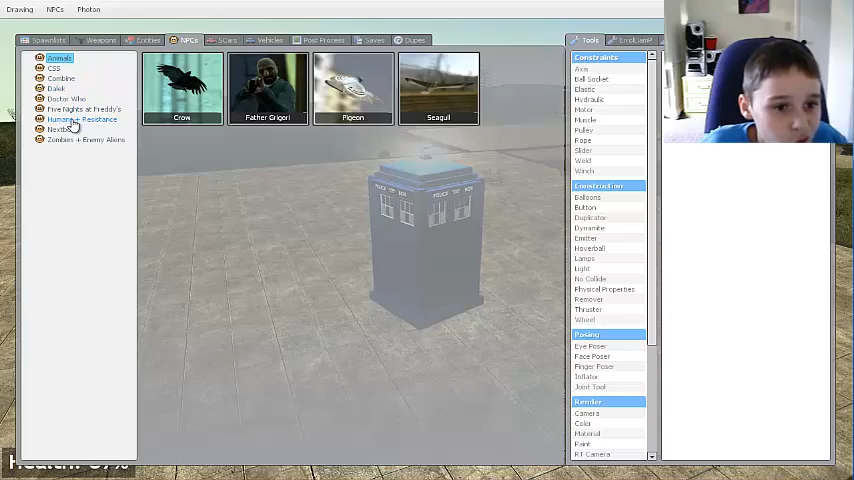 Drawing NPCs Photon
Spawnlists Weapons Entities NPCs SCars Vehicles Post Process Saves Dupes Tools
Animals
CSS
Combine
Dalek
Doctor Who
Five Nights at Freddy's
Humans + Resistance
Zombies + Enemy Aliens
Crow Father Grigori Pigeon Seagull
POLICE BOX POLICE BOX
Constraints
Axis
Ball Socket
Elastic
Hydraulic
Motor
Muscle
Pulley
Rope
Slider
Weld
Winch
Construction
Balloons
Button
Duplicator
Dynamite
Emitter
Hoverball
Lamps
Light
No Collide
Physical Properties
Remover
Thruster
Wheel
Posing
Eye Poser
Face Poser
Finger Poser
Inflator
Joint Tool
Render
Camera
Color
Material
Paint
RT Camera